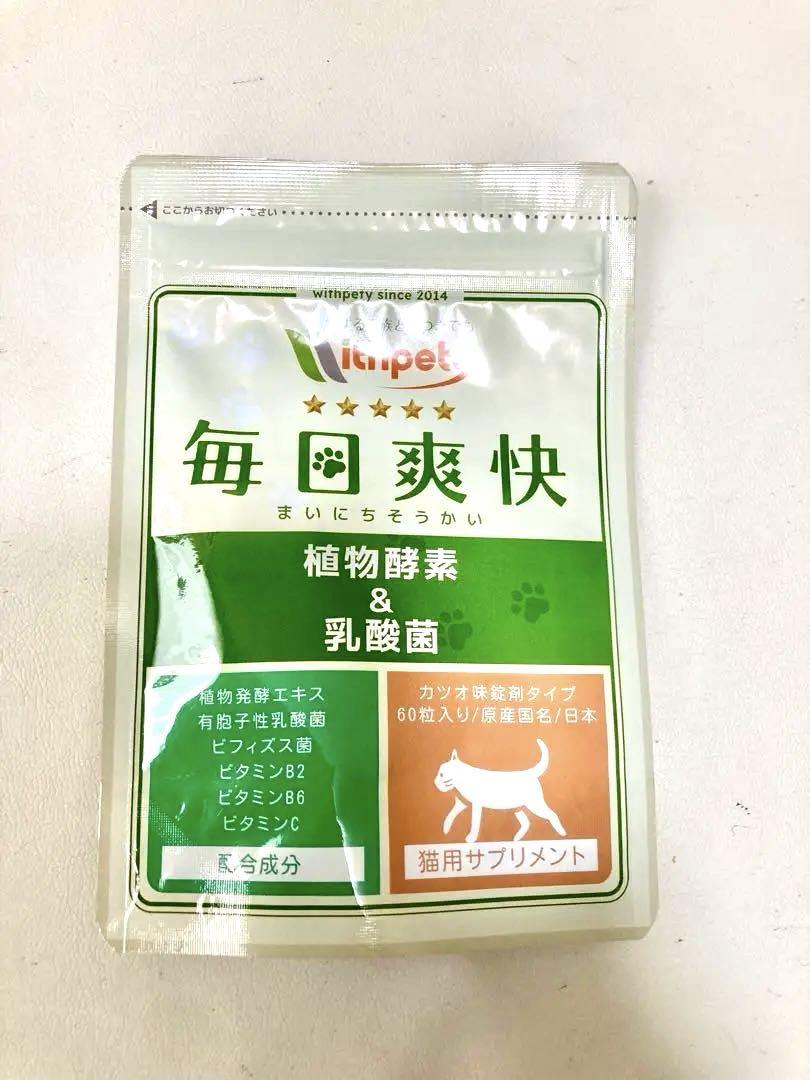 ここからお切りください
withpety since 2014
毎日爽快
まいにちそうかい
植物酵素
&
乳酸菌
植物発酵エキス
有胞子性乳酸菌
ビフィズス菌
ビタミンB2
ビタミンB6
ビタミンC
配合成分
カツオ味錠剤タイプ
60粒入り/原産国名/日本
猫用サプリメント